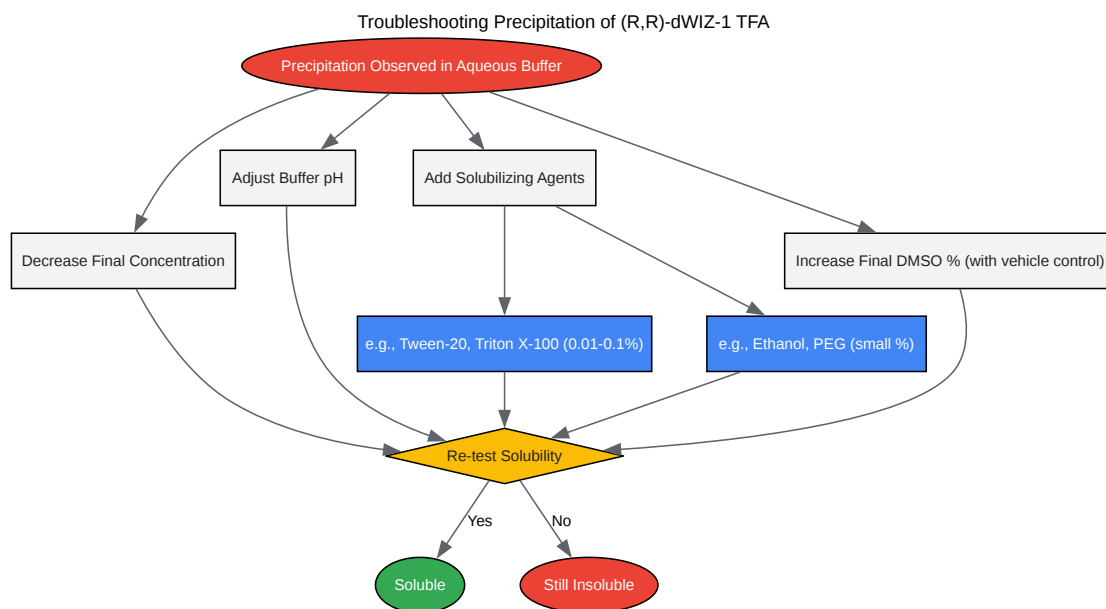 Troubleshooting Precipitation of (R,R)-dWIZ-1 TFA
Precipitation Observed in Aqueous Buffer
Adjust Buffer pH
Add Solubilizing Agents
Decrease Final Concentration
Increase Final DMSO % (with vehicle control)
e.g., Tween-20, Triton X-100 (0.01-0.1%)
e.g., Ethanol, PEG (small %)
Re-test Solubility
Yes
No
Soluble
Still Insoluble